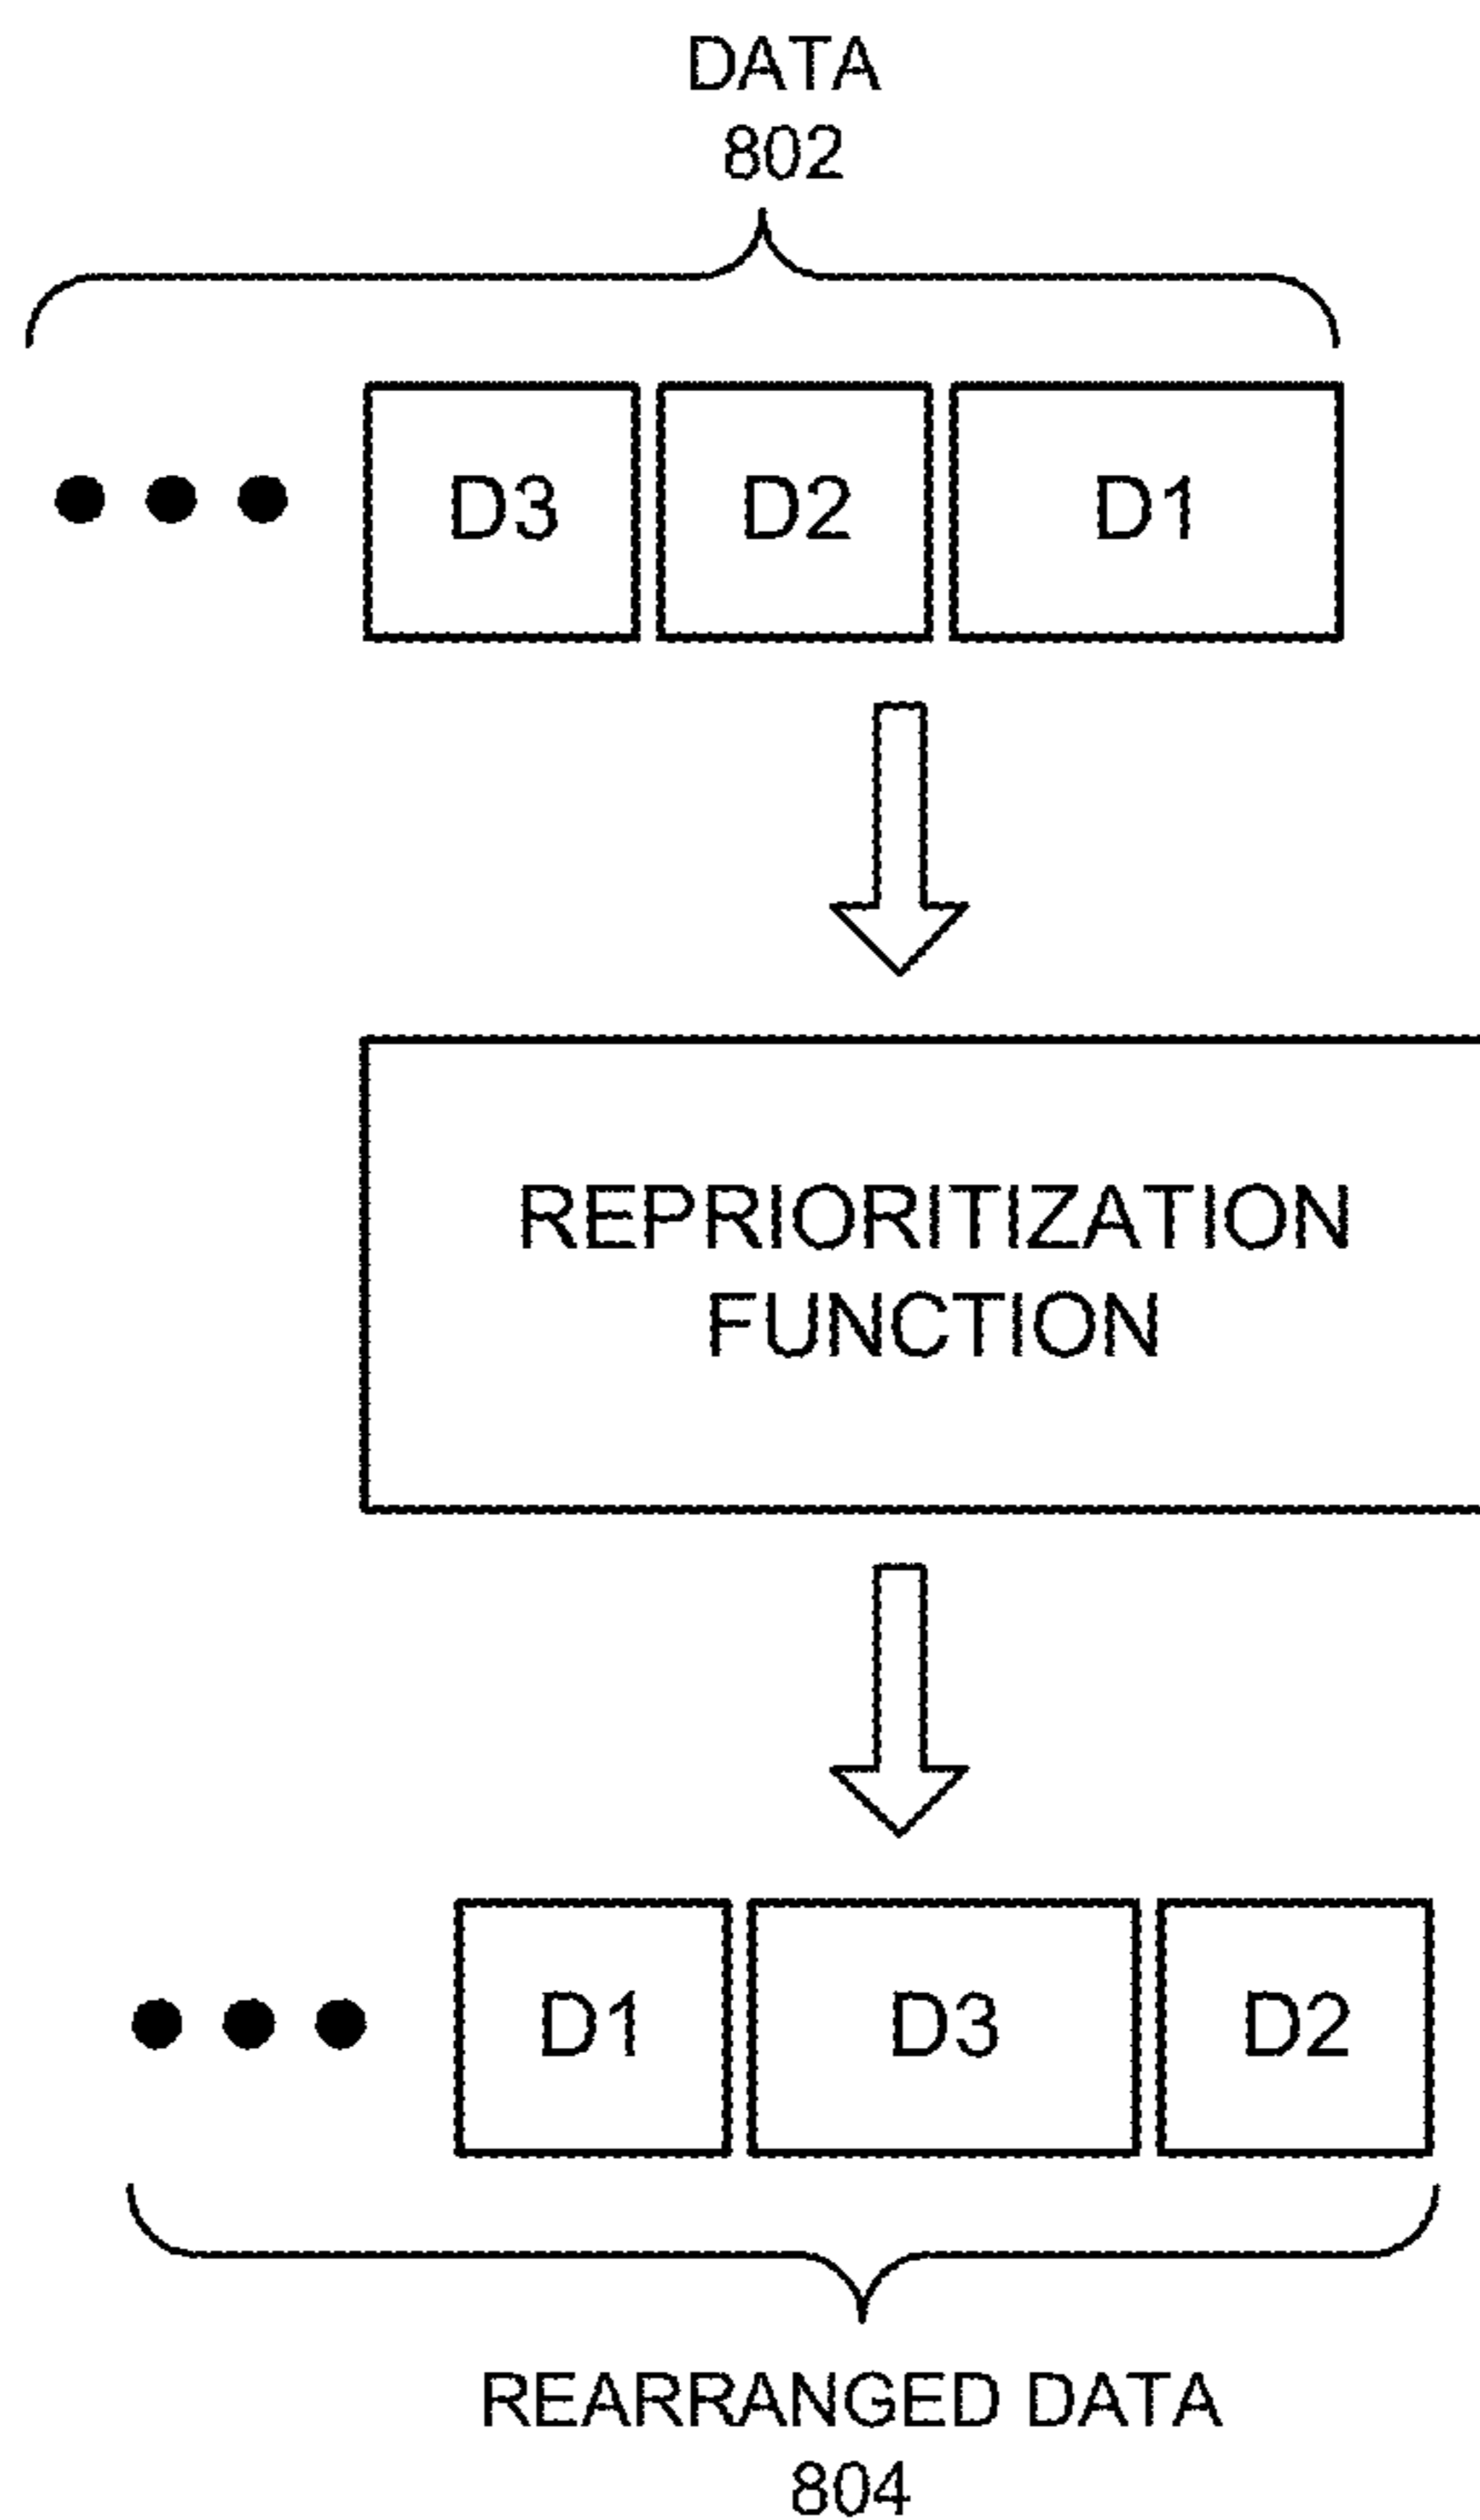 DATA
802
D3 D2 D1
REPRIORITIZATION
FUNCTION
D1 D3 D2
REARRANGED DATA
804